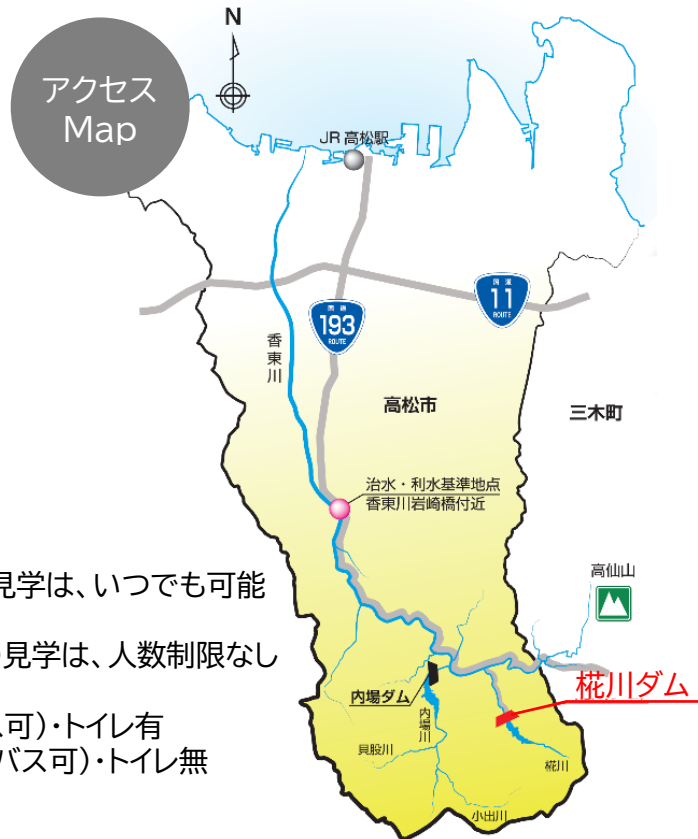 アクセス
Map
N
JR高松駅
国道
11
ROUTE
国道
193
ROUTE
香東川
高松市
三木町
治水・利水基準地点
香東川岩崎橋付近
見学は、いつでも可能
見学は、人数制限なし
高仙山
椛川ダム
内場ダム
内場川
ス可)・トイレ有
バス可)・トイレ無
貝股川
椛川
小出川